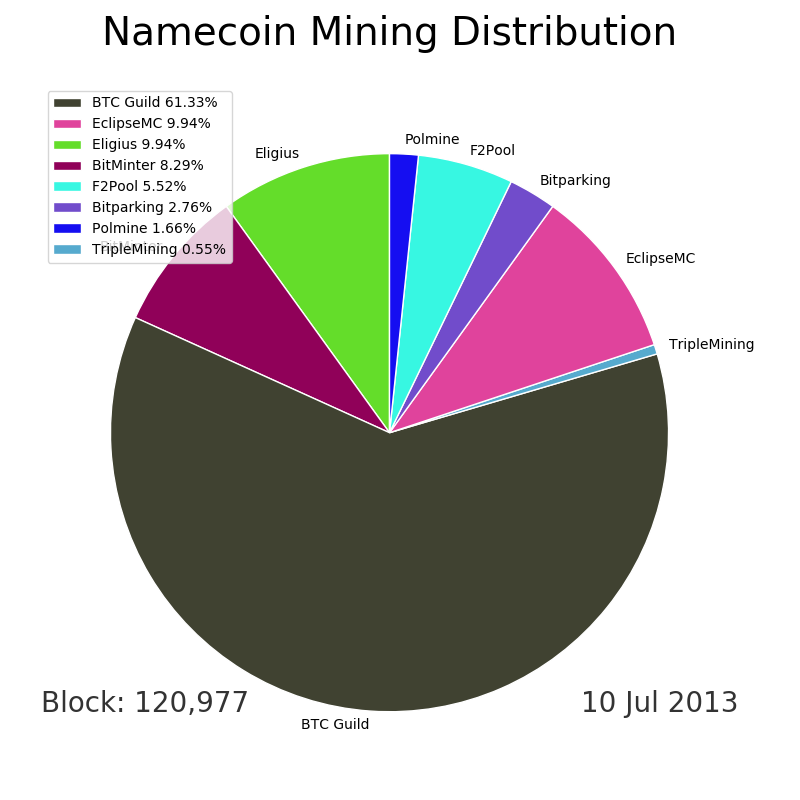 Namecoin Mining Distribution
BTC Guild 61.33%
EclipseMC 9.94%
Eligius 9.94%
BitMinter 8.29%
F2Pool 5.52%
Bitparking 2.76%
Polmine 1.66%
TripleMining 0.55%
Polmine
F2Pool
Eligius
Bitparking
BitMinter
EclipseMC
TripleMining
Block: 120,977
10 Jul 2013
BTC Guild